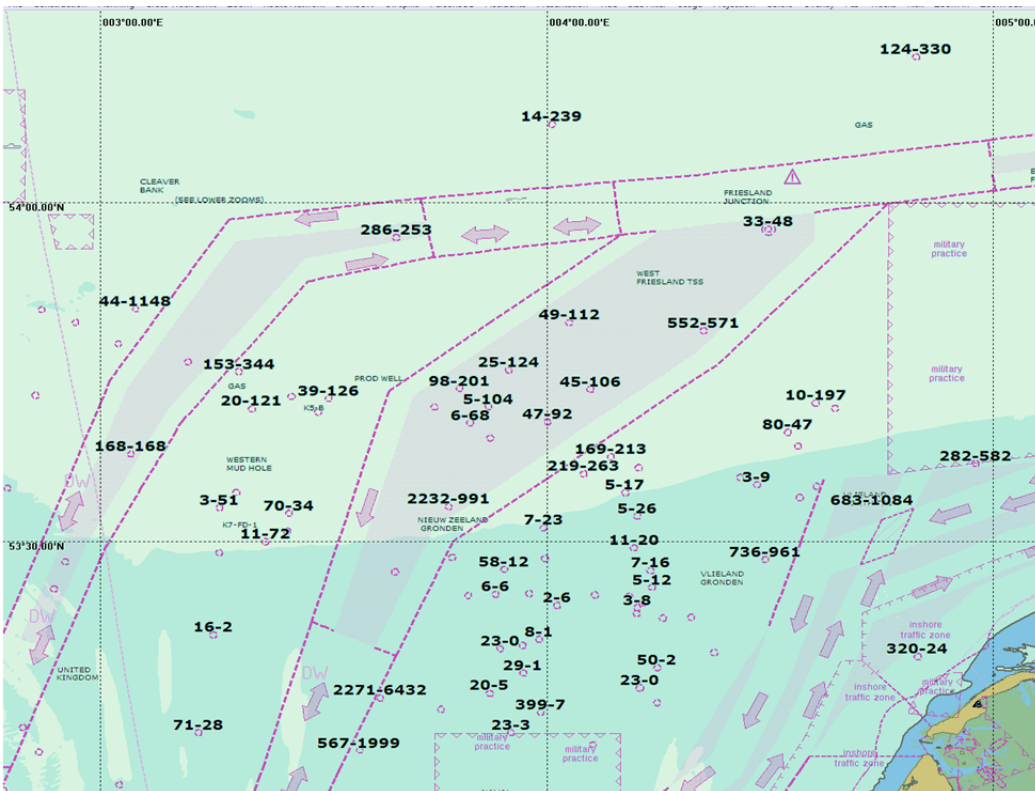 003°00.00'E
004°00.00'E
005°0
124-330
14-239
GAS
CLEAVER
BANK
(SEE LOWER ZOOMS)
54°00.00'N
FRIESLAND
JUNCTION
286-253
33-48
military
practice
WEST
FRIESLAND TSS
44-1148
49-112
552-571
153-344
GAS
25-124
PROD WELL
98-201
45-106
military
practice
20-121
39-126
K5-B
5-104
6-68
47-92
10-197
80-47
168-168
169-213
219-263
282-582
WESTERN
MUD HOLE
DW
3-9
5-17
3-51
70-34
2232-991
683-1084
K7-FD-1
11-72
NIEUW ZEELAND
GRONDEN
7-23
5-26
53°30.00'N
11-20
736-961
58-12
7-16
VLIELAND
GRONDEN
6-6
5-12
2-6
3-8
DW
16-2
8-1
23-0
inshore
traffic zone
320-24
UNITED
KINGDOM
29-1
50-2
DW
2271-6432
20-5
23-0
military
practice
inshore
traffic zone
399-7
71-28
23-3
567-1999
military
practice
military
practice
inshore
traffic zone